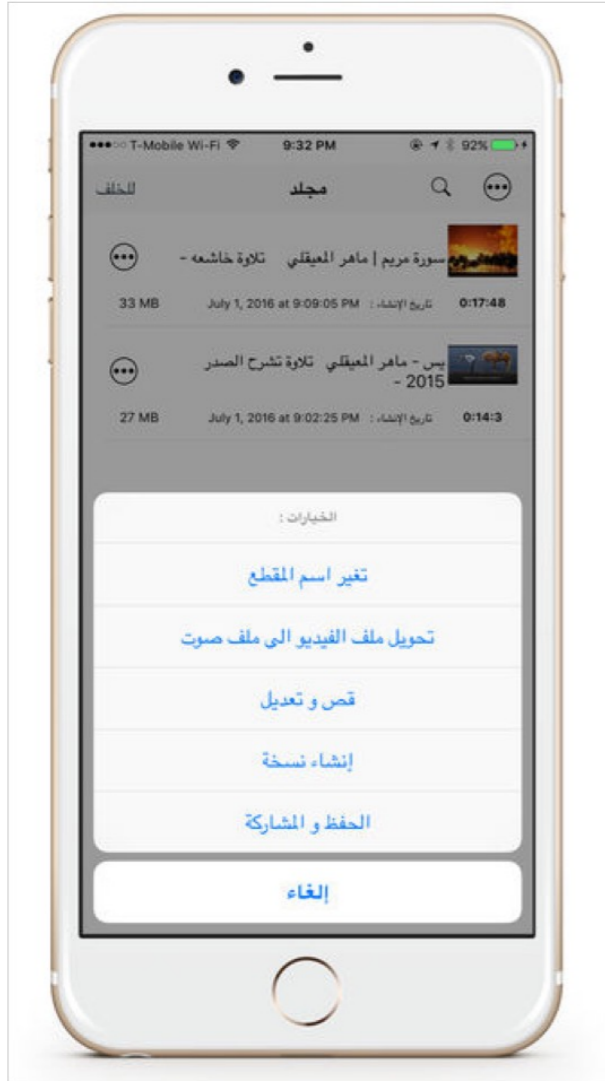 T-Mobile Wi-Fi 9:32 PM 92%
للخلف مجلد
سورة مريم | ماهر المعيقلي تلاوة خاشعه -
0:17:48 تاريخ الإنشاء : July 1, 2016 at 9:09:05 PM 33 MB
يس - ماهر المعيقلي تلاوة تشرح الصدر
2015 -
0:14:3 تاريخ الإنشاء : July 1, 2016 at 9:02:25 PM 27 MB
الخيارات :
تغير اسم المقطع
تحويل ملف الفيديو الى ملف صوت
قص و تعديل
إنشاء نسخة
الحفظ و المشاركة
إلغاء